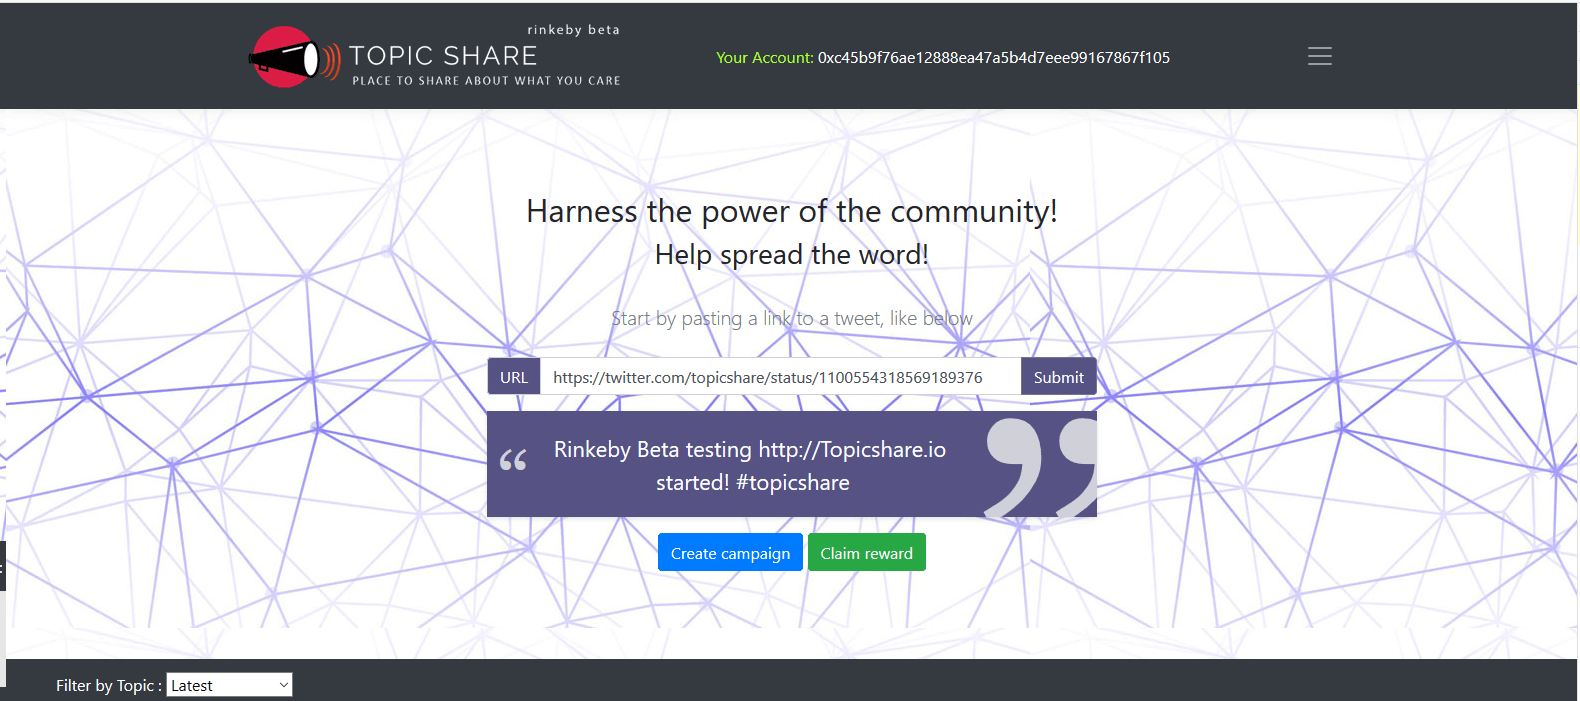 rinkeby beta
TOPIC SHARE
PLACE TO SHARE ABOUT WHAT YOU CARE
Your Account: 0xc45b9f76ae12888ea47a5b4d7eee99167867f105
Harness the power of the community!
Help spread the word!
Start by pasting a link to a tweet, like below
URL https://twitter.com/topicshare/status/1100554318569189376 Submit
“ Rinkeby Beta testing http://Topicshare.io
started! #topicshare ”
Create campaign Claim reward
Filter by Topic : Latest